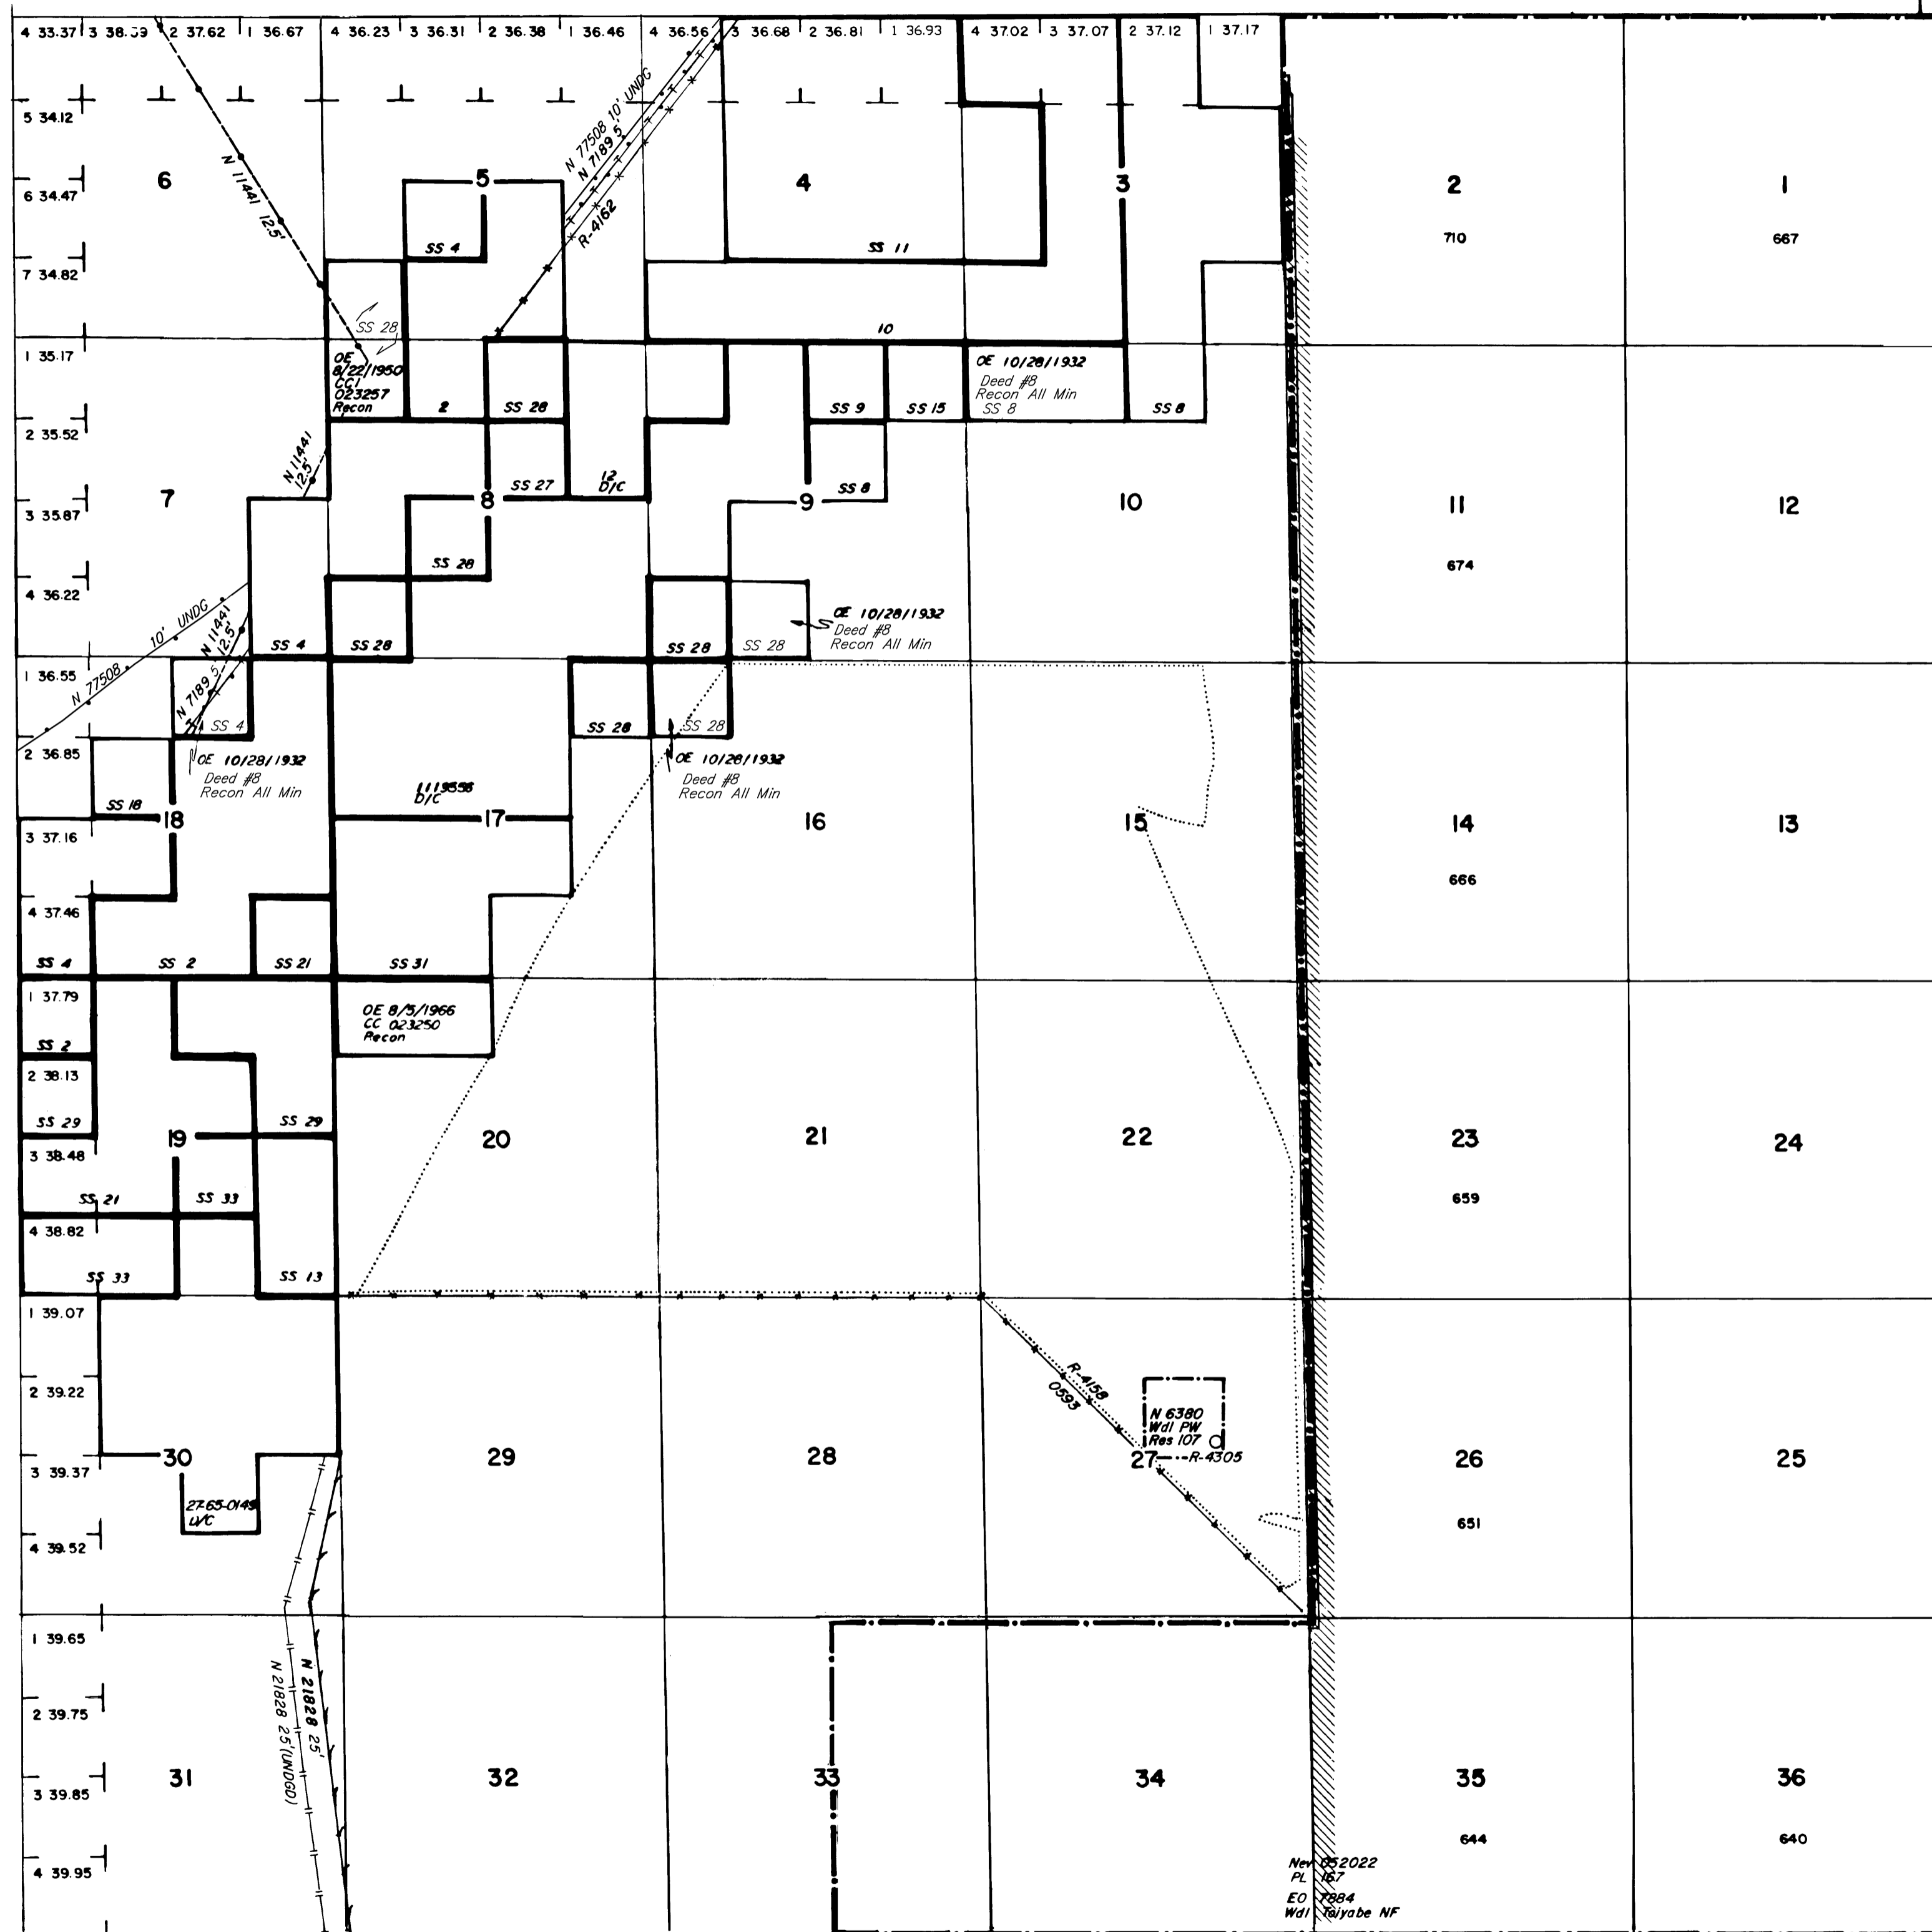 4 33.37 3 38.39 2 37.62 1 36.67 4 36.23 3 36.31 2 36.38 1 36.46 4 36.56 3 36.68 2 36.81 1 36.93 4 37.02 3 37.07 2 37.12 1 37.17
5 34.12
N 77508 10' UNDG
N 7189 5'
R-4162
N 11441 12.5'
6 5 4 3 2 1
6 34.47
710 667
SS 4
SS 11
7 34.82
SS 28
10
1 35.17
OE
8/22/1950
CC1
023257
Recon
2
SS 28
SS 9
SS 15
OE 10/28/1932
Deed #8
Recon All Min
SS 8
SS 8
2 35.52
N 11441
12.5'
SS 27
12
D/C
SS 8
7 8 9 10 11 12
3 35.87
674
SS 28
4 36.22
N 77508 10' UNDG
N 11441
12.5'
SS 4
SS 28
SS 28
SS 28
OE 10/28/1932
Deed #8
Recon All Min
1 36.55
N 7189 5'
SS 4
SS 28
SS 28
2 36.85
OE 10/28/1932
Deed #8
Recon All Min
OE 10/28/1932
Deed #8
Recon All Min
1113556
D/C
SS 18
18 17 16 15 14 13
3 37.16
666
4 37.46
SS 4
SS 2
SS 21
SS 31
1 37.79
OE 8/5/1966
CC 023250
Recon
SS 2
2 38.13
SS 29
SS 29
19 20 21 22 23 24
3 38.48
659
SS 21
SS 33
4 38.82
SS 33
SS 13
1 39.07
R-4158
0593
2 39.22
N 6380
Wdl PW
Res 107
R-4305
30 29 28 27 26 25
3 39.37
27-65-0149
D/C
651
4 39.52
1 39.65
N 21828 25'
N 21828 25'(UNDGD)
2 39.75
31 32 33 34 35 36
3 39.85
644 640
4 39.95
Nev 052022
PL 167
EO 7884
Wdl Toiyabe NF